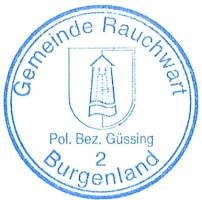 Gemeinde Rauchwart
Pol. Bez. Güssing
2
Burgenland